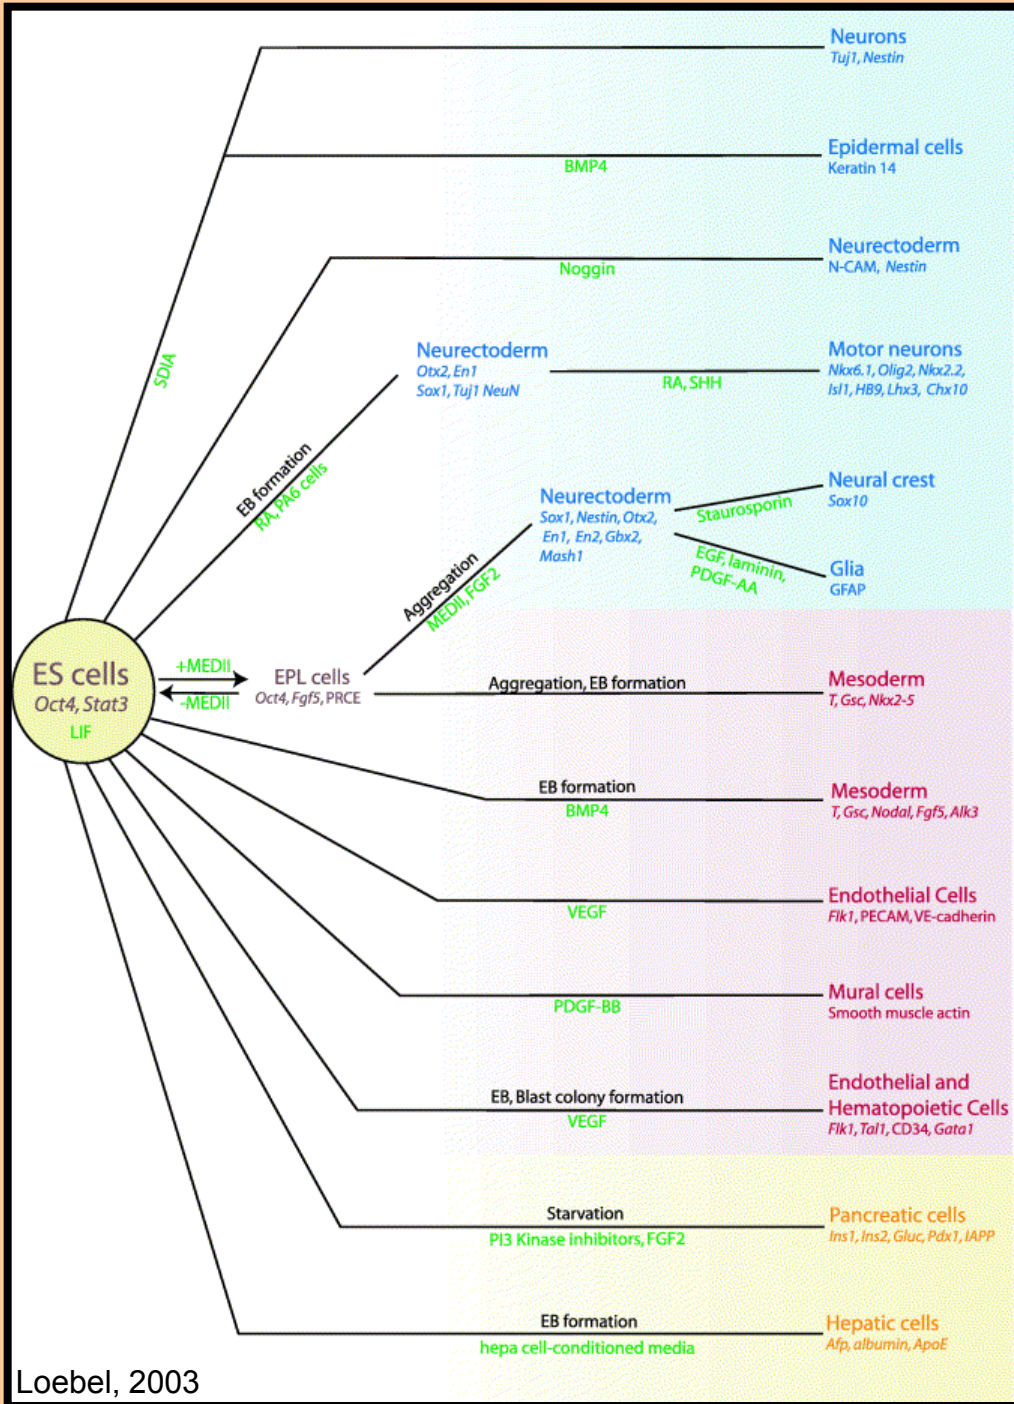 Neurons
Tuj1, Nestin
Epidermal cells
BMP4
Keratin 14
Neurectoderm
Noggin
N-CAM, Nestin
SDIA
Neurectoderm
Otx2, En1
Sox1, Tuj1 NeuN
RA, SHH
Motor neurons
Nkx6.1, Olig2, Nkx2.2,
Isl1, HB9, Lhx3, Chx10
EB formation
RA, PA6 cells
Neurectoderm
Sox1, Nestin, Otx2,
En1, En2, Gbx2,
Mash1
Staurosporin
Neural crest
Sox10
EGF, laminin,
PDGF-AA
Glia
GFAP
Aggregation
MEDII, FGF2
ES cells
Oct4, Stat3
LIF
+MEDII
-MEDII
EPL cells
Oct4, Fgf5, PRCE
Aggregation, EB formation
Mesoderm
T, Gsc, Nkx2-5
EB formation
BMP4
Mesoderm
T, Gsc, Nodal, Fgf5, Alk3
VEGF
Endothelial Cells
Flk1, PECAM, VE-cadherin
PDGF-BB
Mural cells
Smooth muscle actin
EB, Blast colony formation
VEGF
Endothelial and
Hematopoietic Cells
Flk1, Tal1, CD34, Gata1
Starvation
PI3 Kinase inhibitors, FGF2
Pancreatic cells
Ins1, Ins2, Gluc, Pdx1, IAPP
EB formation
hepa cell-conditioned media
Hepatic cells
Afp, albumin, ApoE
Loebel, 2003